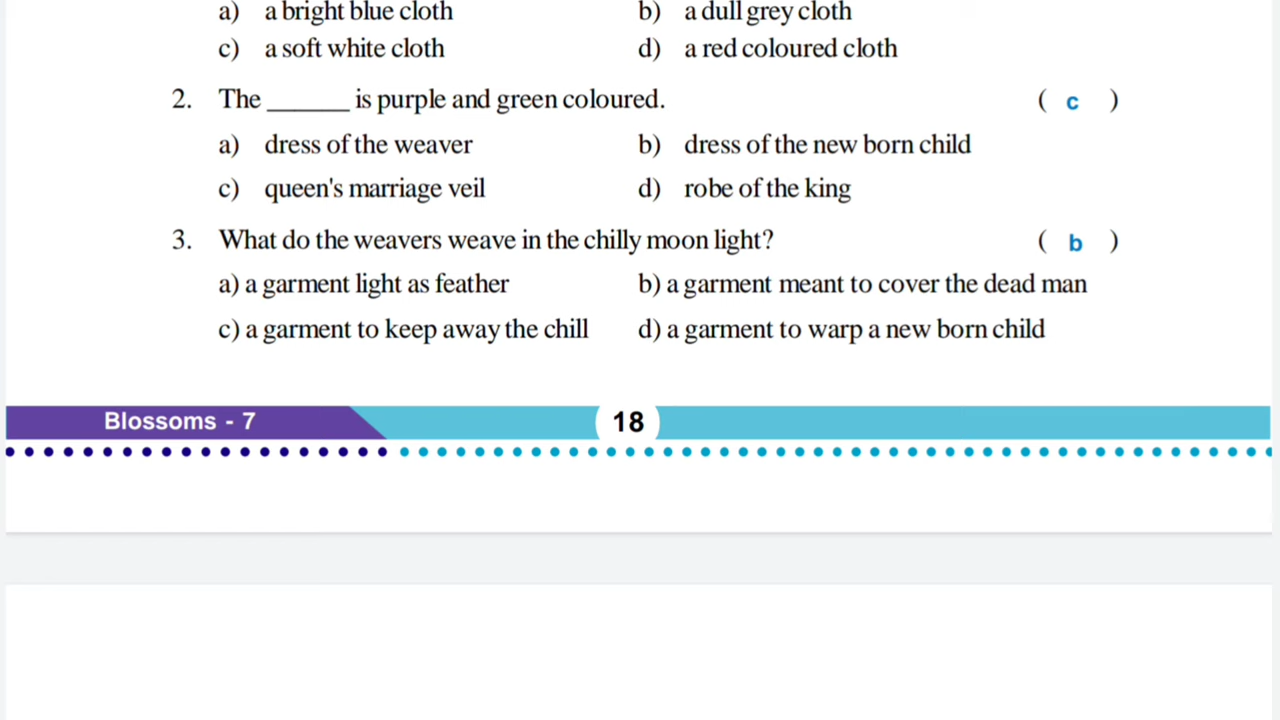 a) a bright blue cloth b) a dull grey cloth
c) a soft white cloth d) a red coloured cloth
2. The ______ is purple and green coloured. ( c )
a) dress of the weaver b) dress of the new born child
c) queen's marriage veil d) robe of the king
3. What do the weavers weave in the chilly moon light? ( b )
a) a garment light as feather b) a garment meant to cover the dead man
c) a garment to keep away the chill d) a garment to warp a new born child
Blossoms - 7 18